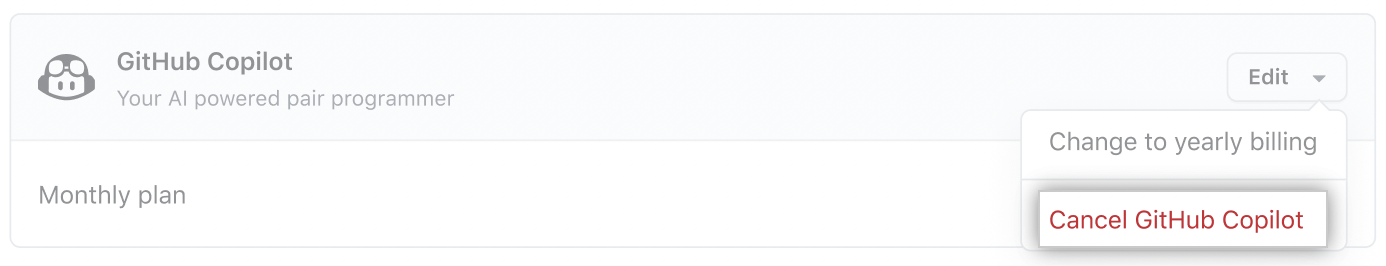 GitHub Copilot
Your AI powered pair programmer
Edit
Change to yearly billing
Monthly plan
Cancel GitHub Copilot